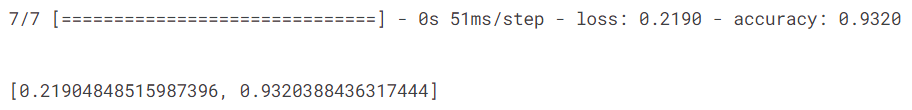 7/7 [==============================] - 0s 51ms/step - loss: 0.2190 - accuracy: 0.9320
[0.21904848515987396, 0.9320388436317444]